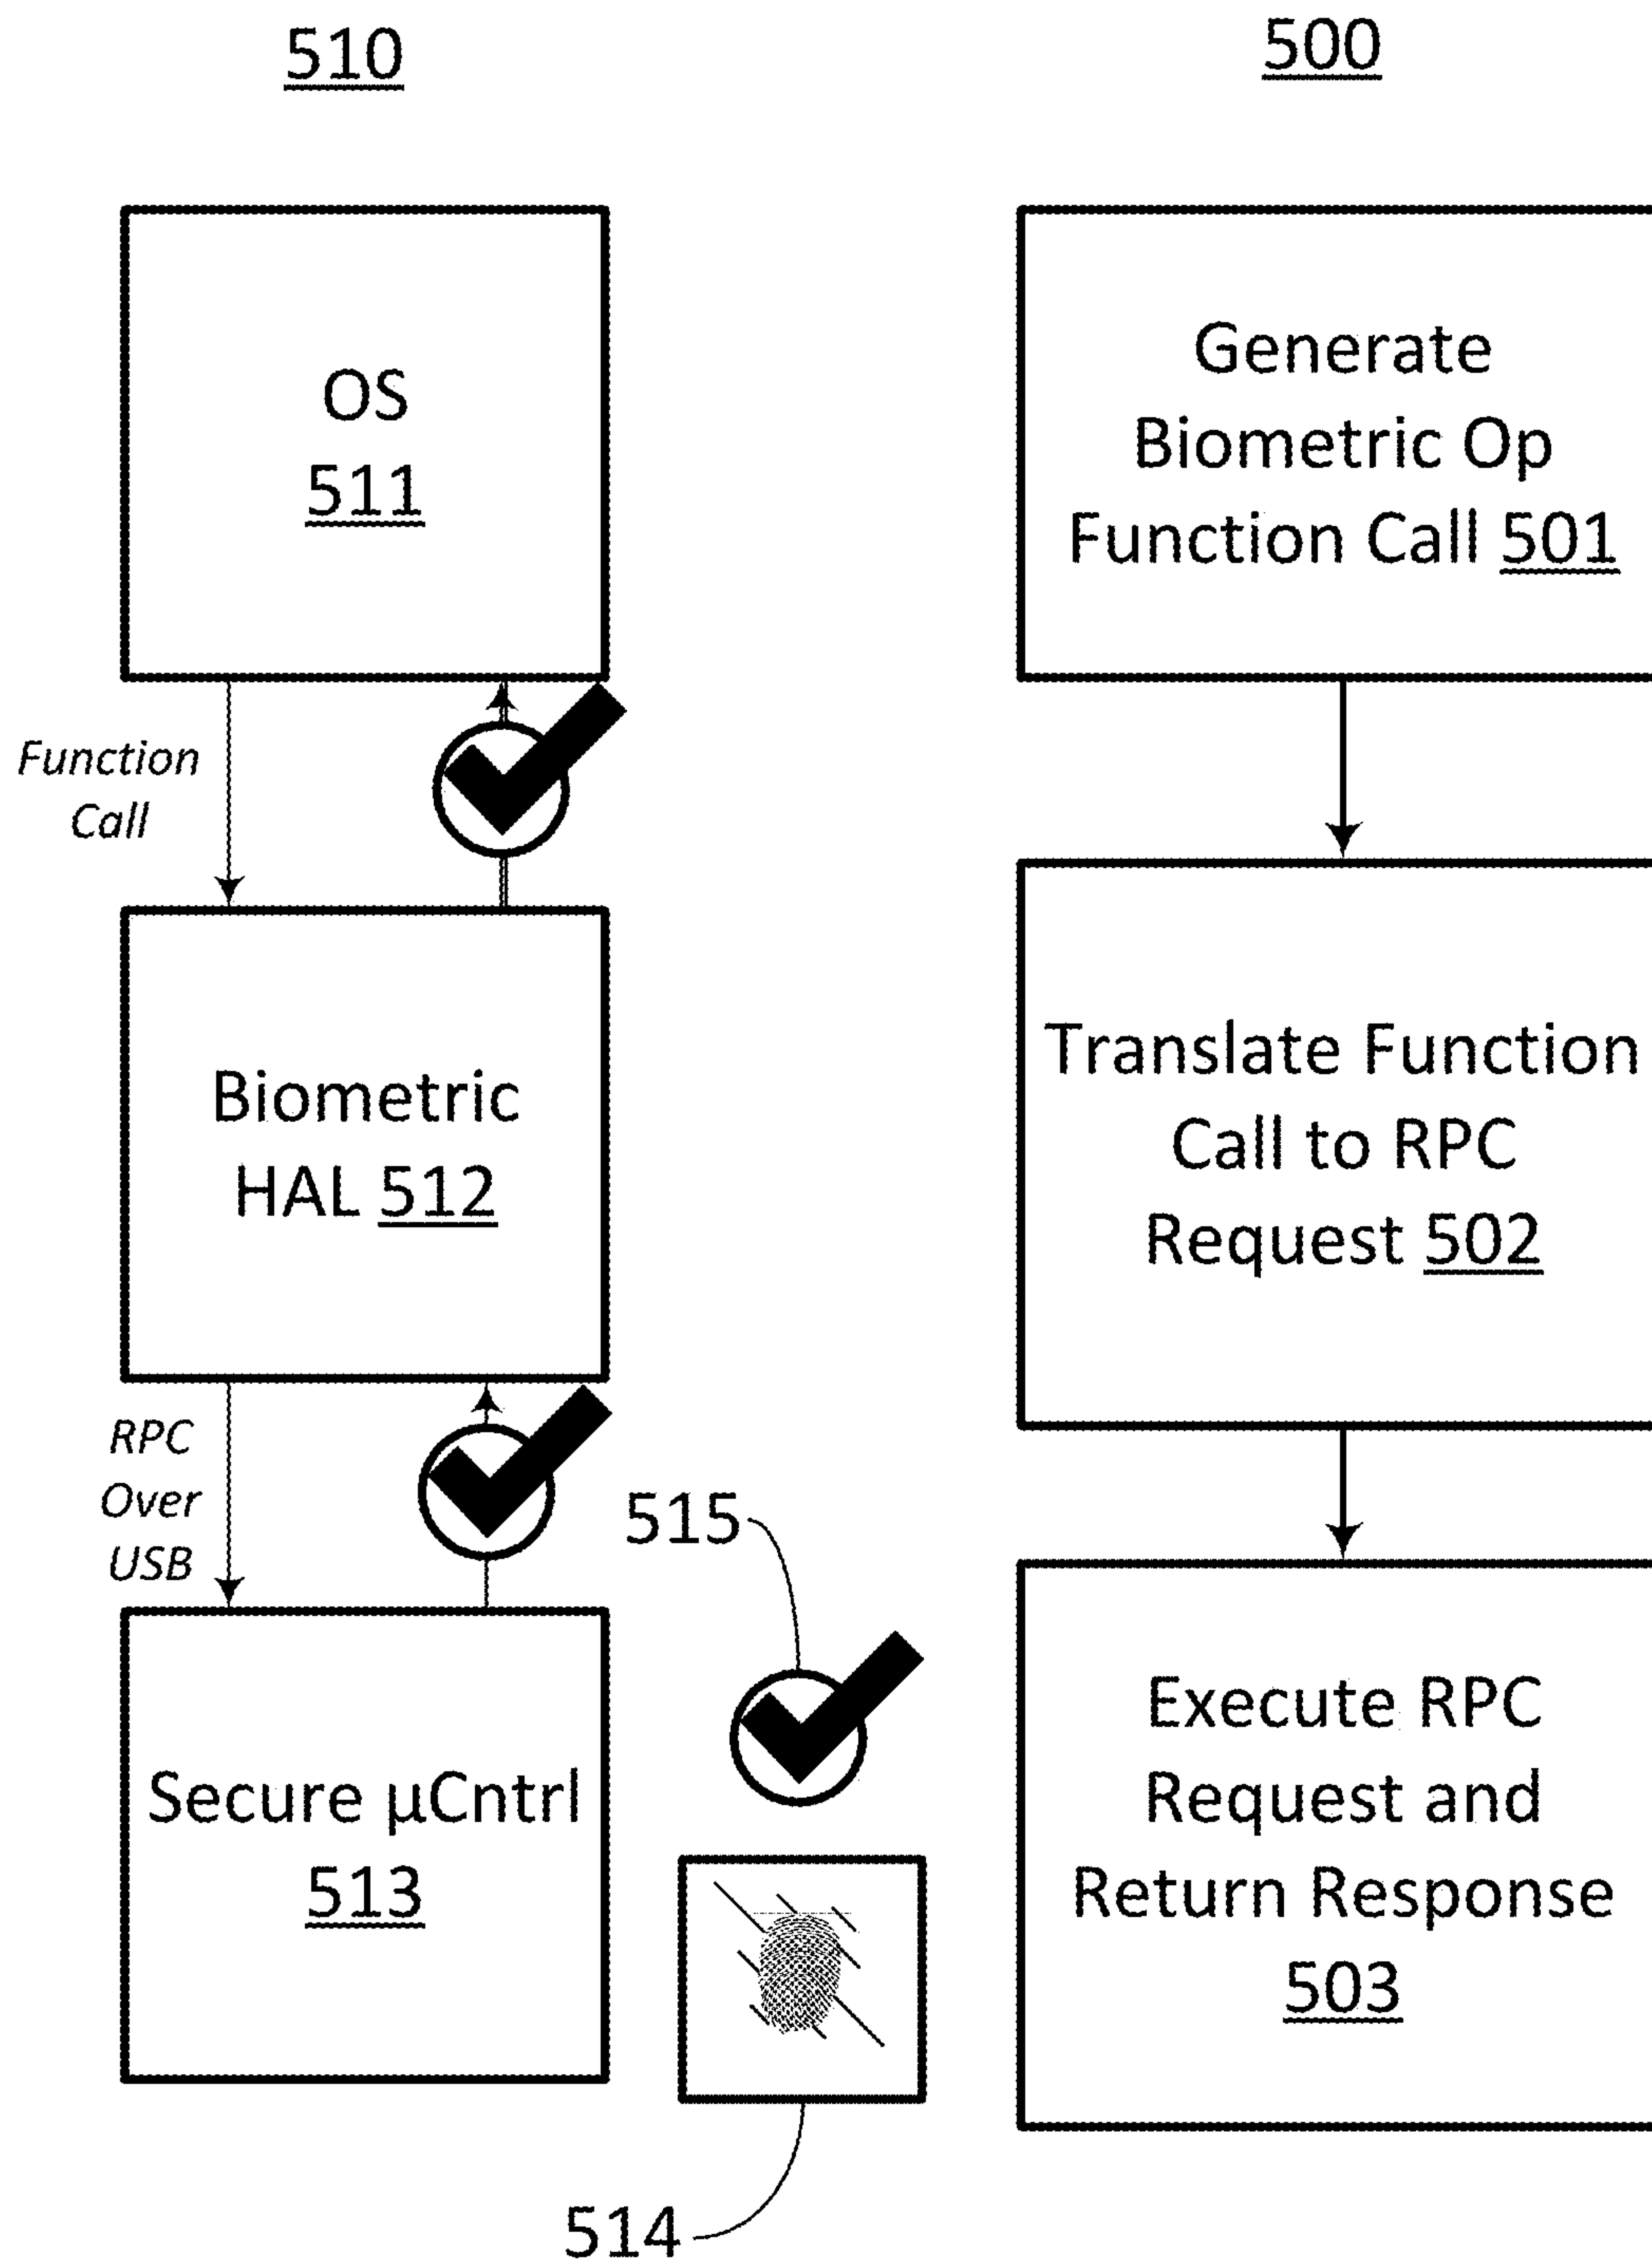 510
500
OS
511
Function
Call
Biometric
HAL 512
RPC
Over
USB
Secure μCntrl
513
515
514
Generate
Biometric Op
Function Call 501
Translate Function
Call to RPC
Request 502
Execute RPC
Request and
Return Response
503